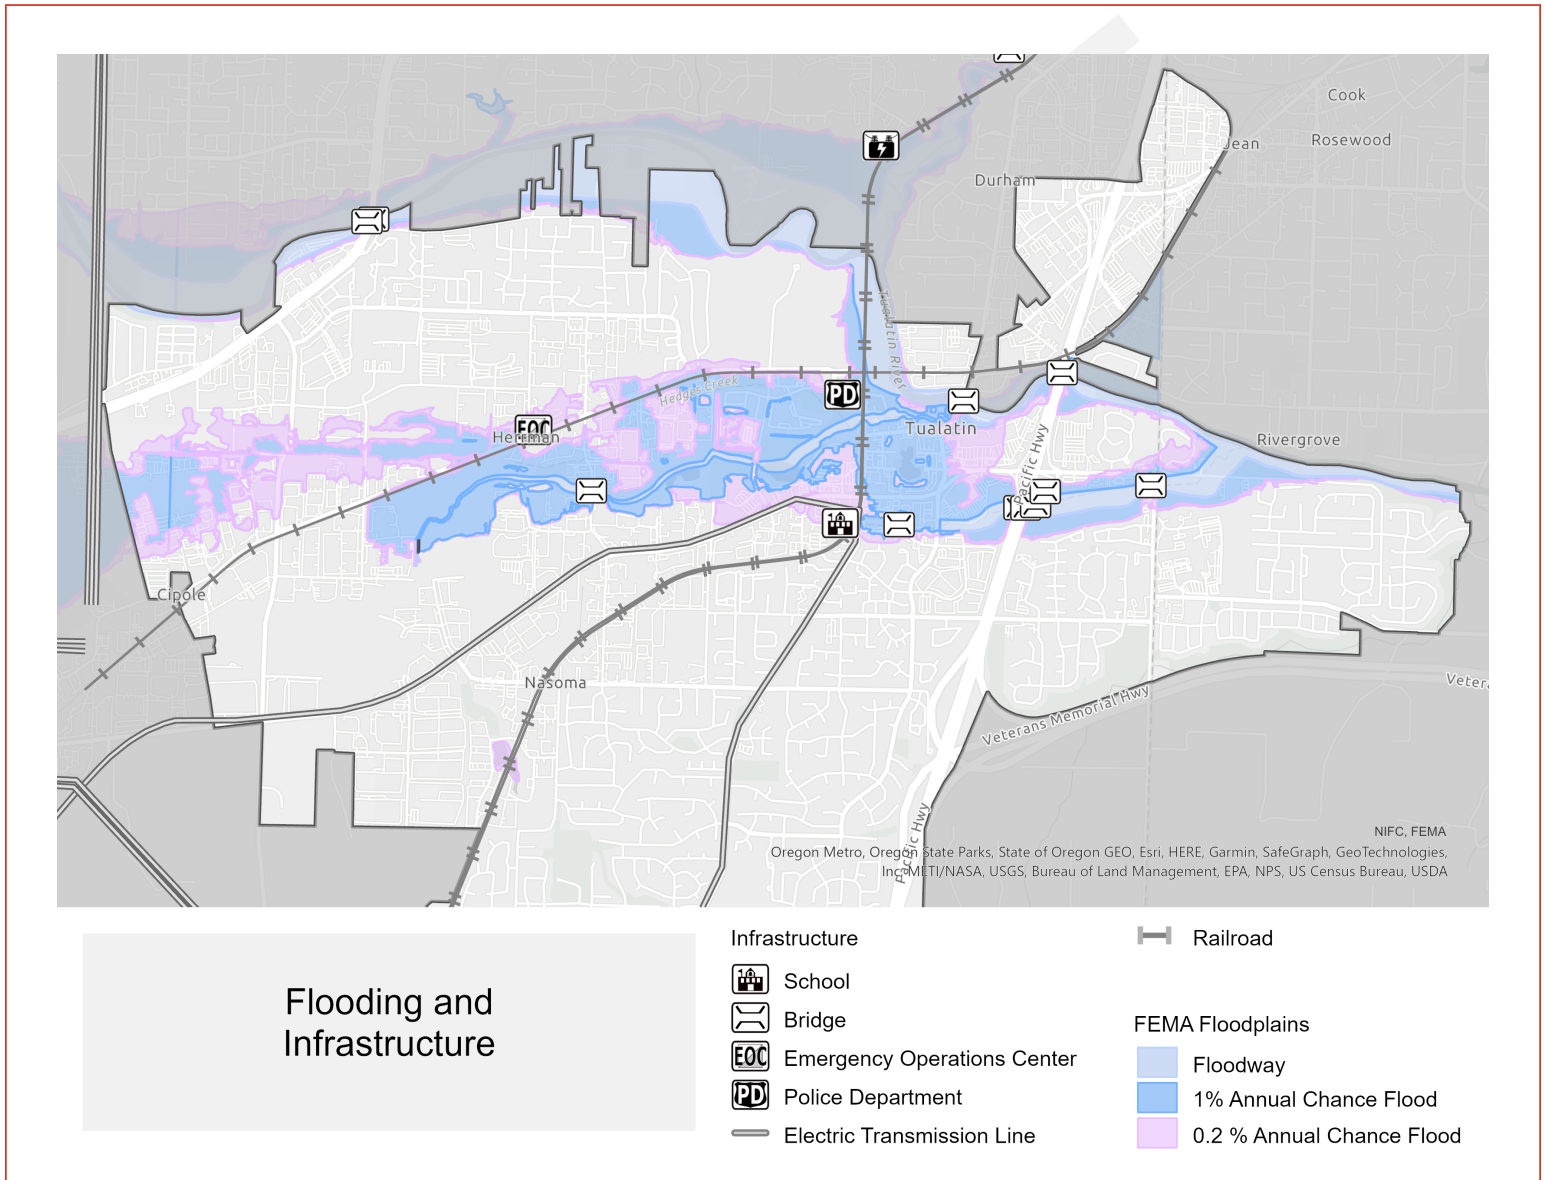 Cook
Rosewood
Jean
Durham
Tualatin River
Hedges Creek
PD
EOC
Herman
Tualatin
Pacific Hwy
Rivergrove
Cipole
Nasoma
Veterans Memorial Hwy
Pacific Hwy
NIFC, FEMA
Oregon Metro, Oregon State Parks, State of Oregon GEO, Esri, HERE, Garmin, SafeGraph, GeoTechnologies,
Inc, METI/NASA, USGS, Bureau of Land Management, EPA, NPS, US Census Bureau, USDA
Flooding and
Infrastructure
Infrastructure
School
Bridge
EOC Emergency Operations Center
PD Police Department
Electric Transmission Line
Railroad
FEMA Floodplains
Floodway
1% Annual Chance Flood
0.2 % Annual Chance Flood